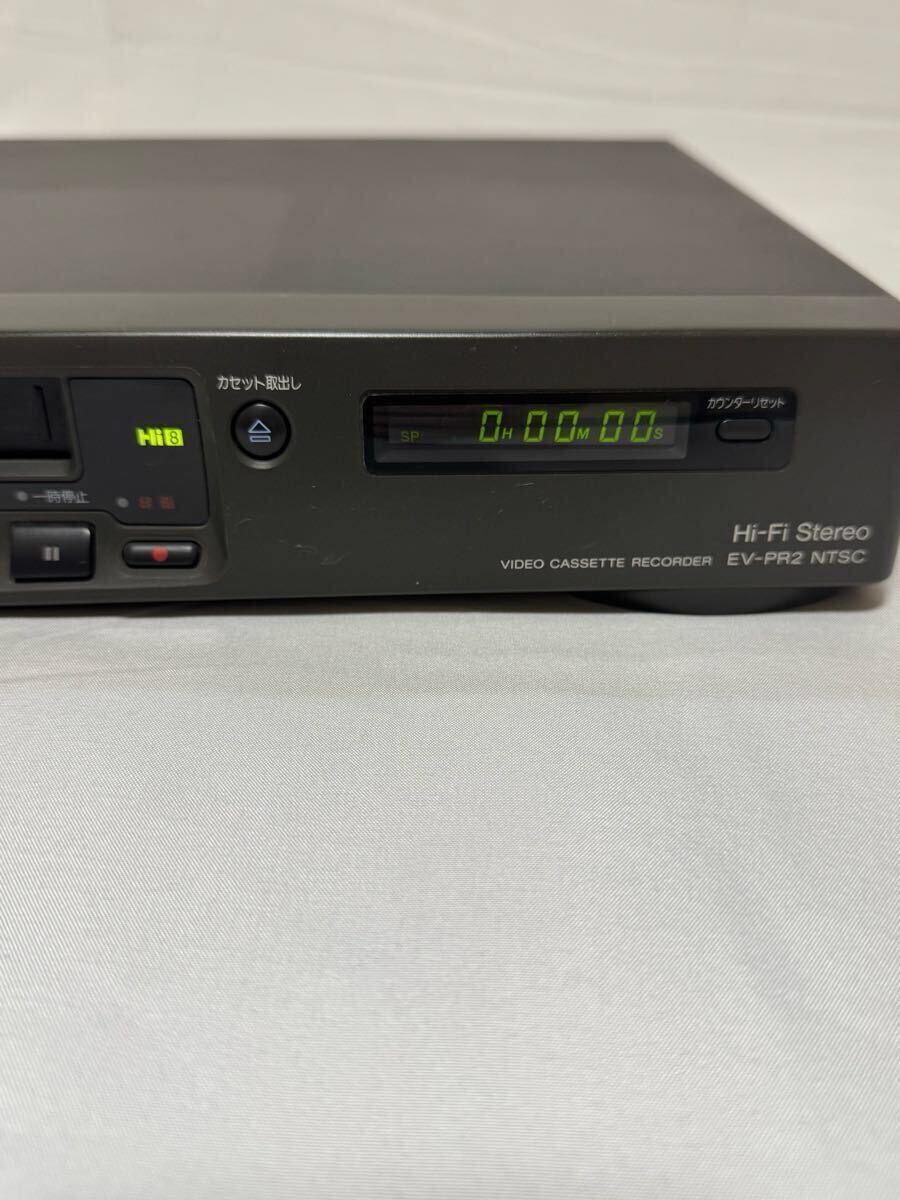 カセット取出し
カウンターリセット
Hi8
SP 0H 00M 00S
一時停止
録画
Hi-Fi Stereo
VIDEO CASSETTE RECORDER EV-PR2 NTSC